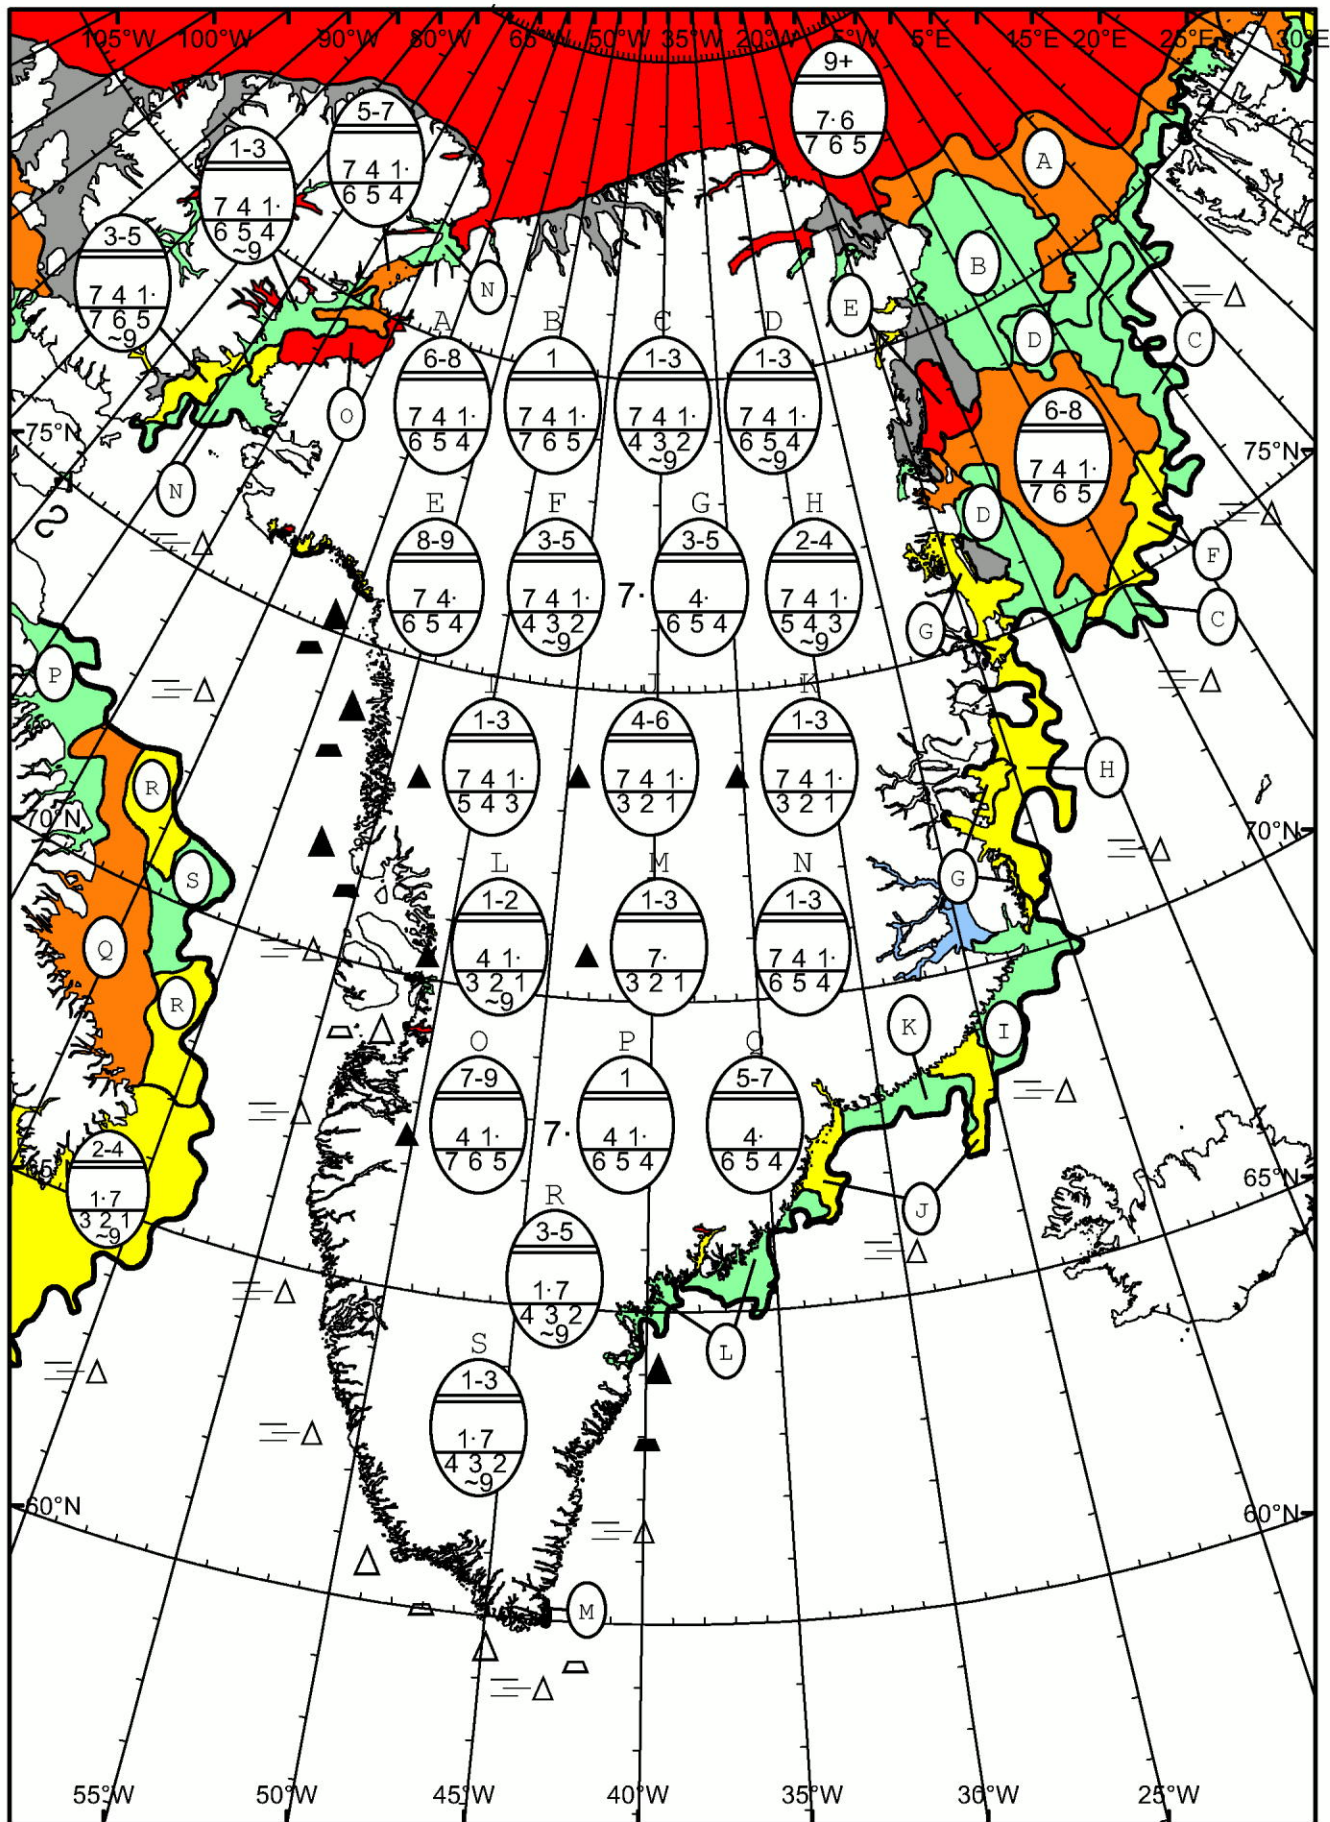 105°W 100°W 90°W 80°W 65°W 50°W 35°W 20°W 5°W 5°E 15°E 20°E 25°E 30°E
9+
7· 6
7 6 5
5-7
7 4 1·
6 5 4
1-3
7 4 1·
6 5 4
~9
3-5
7 4 1·
7 6 5
~9
A
B
N
E
D
C
O
A B C D
6-8 1 1-3 1-3
7 4 1· 7 4 1· 7 4 1· 7 4 1·
6 5 4 7 6 5 4 3 2 6 5 4
~9 ~9
6-8
7 4 1·
7 6 5
75°N
75°N
N
D
F
C
G
E F G H
8-9 3-5 3-5 2-4
7 4· 7 4 1· 7· 4· 7 4 1·
6 5 4 4 3 2 6 5 4 5 4 3
~9 ~9
P
I J K
1-3 4-6 1-3
7 4 1· 7 4 1· 7 4 1·
5 4 3 3 2 1 3 2 1
H
R
70°N
70°N
S
G
L M N
1-2 1-3 1-3
4 1· 7· 7 4 1·
3 2 1 3 2 1 6 5 4
~9
Q
R
K
I
O P Q
7-9 1 5-7
4 1· 7· 4 1· 4·
7 6 5 6 5 4 6 5 4
65°
65°N
2-4
1·7
3 2 1
~9
J
R
3-5
1·7
4 3 2
~9
L
S
1-3
1·7
4 3 2
~9
60°N
60°N
M
55°W 50°W 45°W 40°W 35°W 30°W 25°W